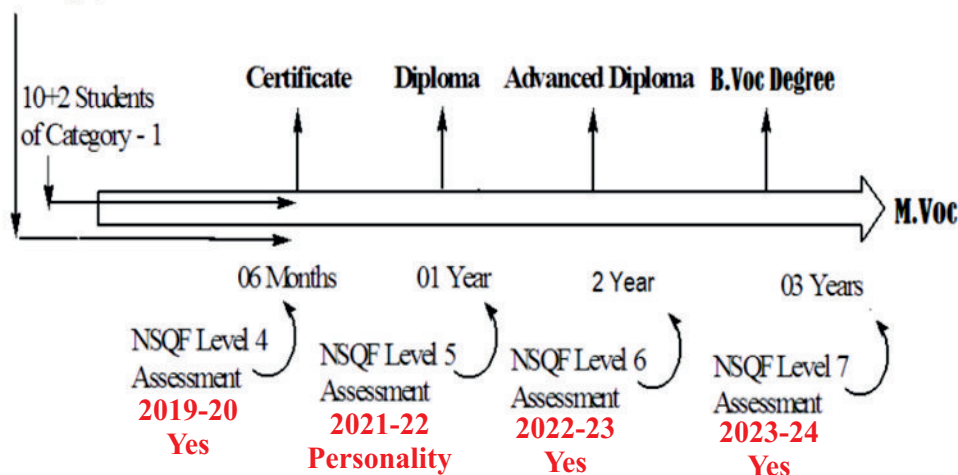 Certificate
Diploma
Advanced Diploma
B.Voc Degree
10+2 Students
of Category - 1
M.Voc
06 Months
01 Year
2 Year
03 Years
NSQF Level 4
Assessment
2019-20
Yes
NSQF Level 5
Assessment
2021-22
Personality
NSQF Level 6
Assessment
2022-23
Yes
NSQF Level 7
Assessment
2023-24
Yes